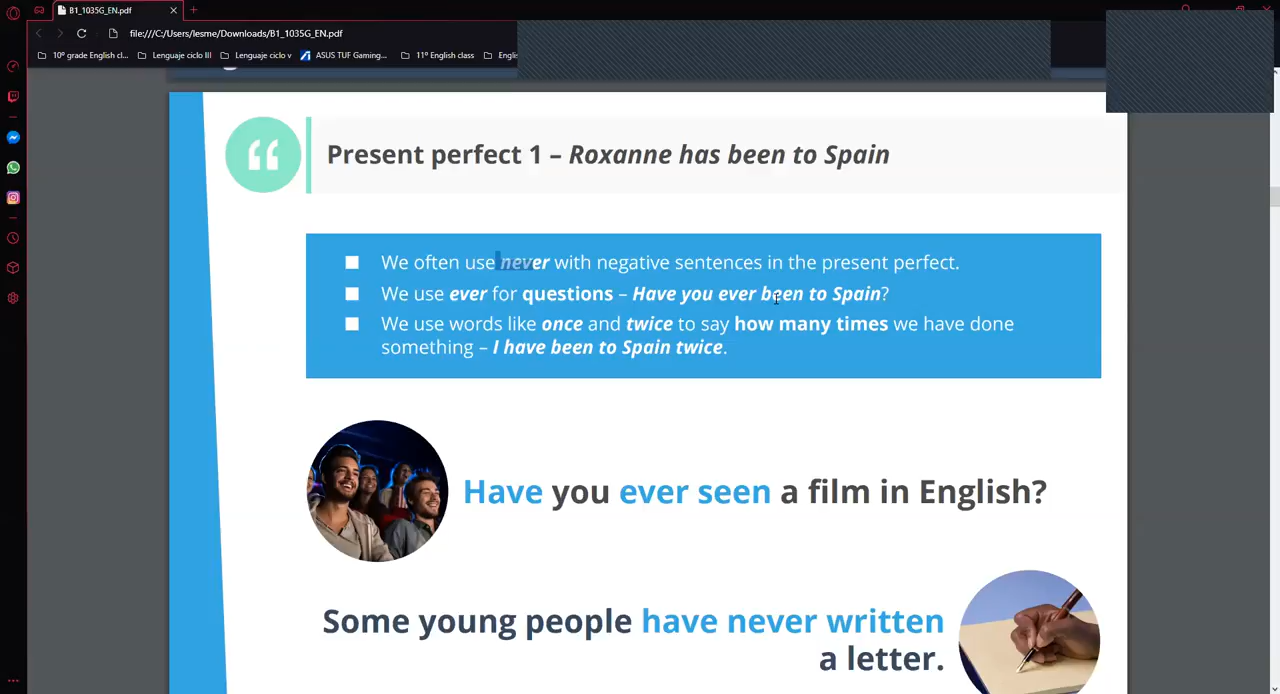 B1_1035G_EN.pdf
file:///C:/Users/lesme/Downloads/B1_1035G_EN.pdf
10º grade English cl... Lenguaje ciclo III Lenguaje ciclo v ASUS TUF Gaming... 11º English class Englis
Present perfect 1 – Roxanne has been to Spain
We often use never with negative sentences in the present perfect.
We use ever for questions – Have you ever been to Spain?
We use words like once and twice to say how many times we have done
something – I have been to Spain twice.
Have you ever seen a film in English?
Some young people have never written
a letter.